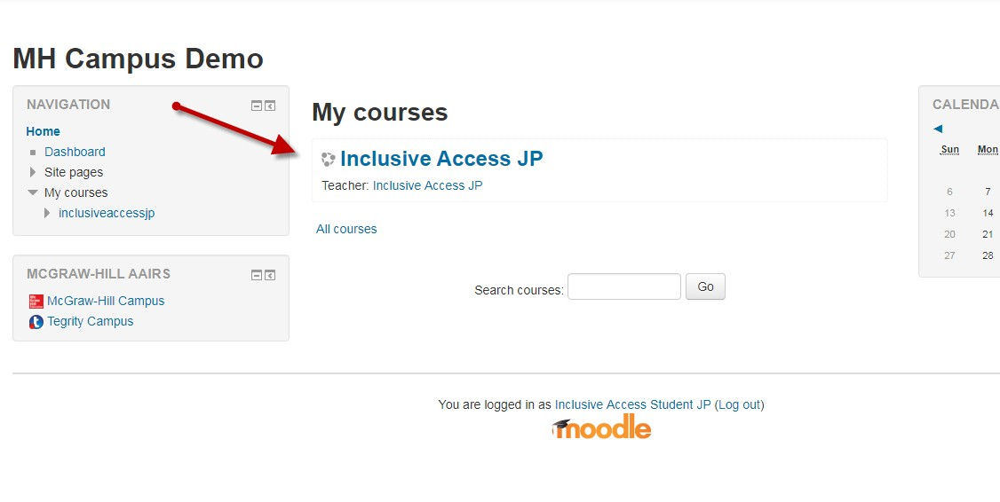 MH Campus Demo
NAVIGATION
Home
Dashboard
Site pages
My courses
inclusiveaccessjp
MCGRAW-HILL AAIRS
McGraw-Hill Campus
Tegrity Campus
My courses
Inclusive Access JP
Teacher: Inclusive Access JP
All courses
Search courses: Go
CALENDA
Sun Mon
6 7
13 14
20 21
27 28
You are logged in as Inclusive Access Student JP (Log out)
moodle